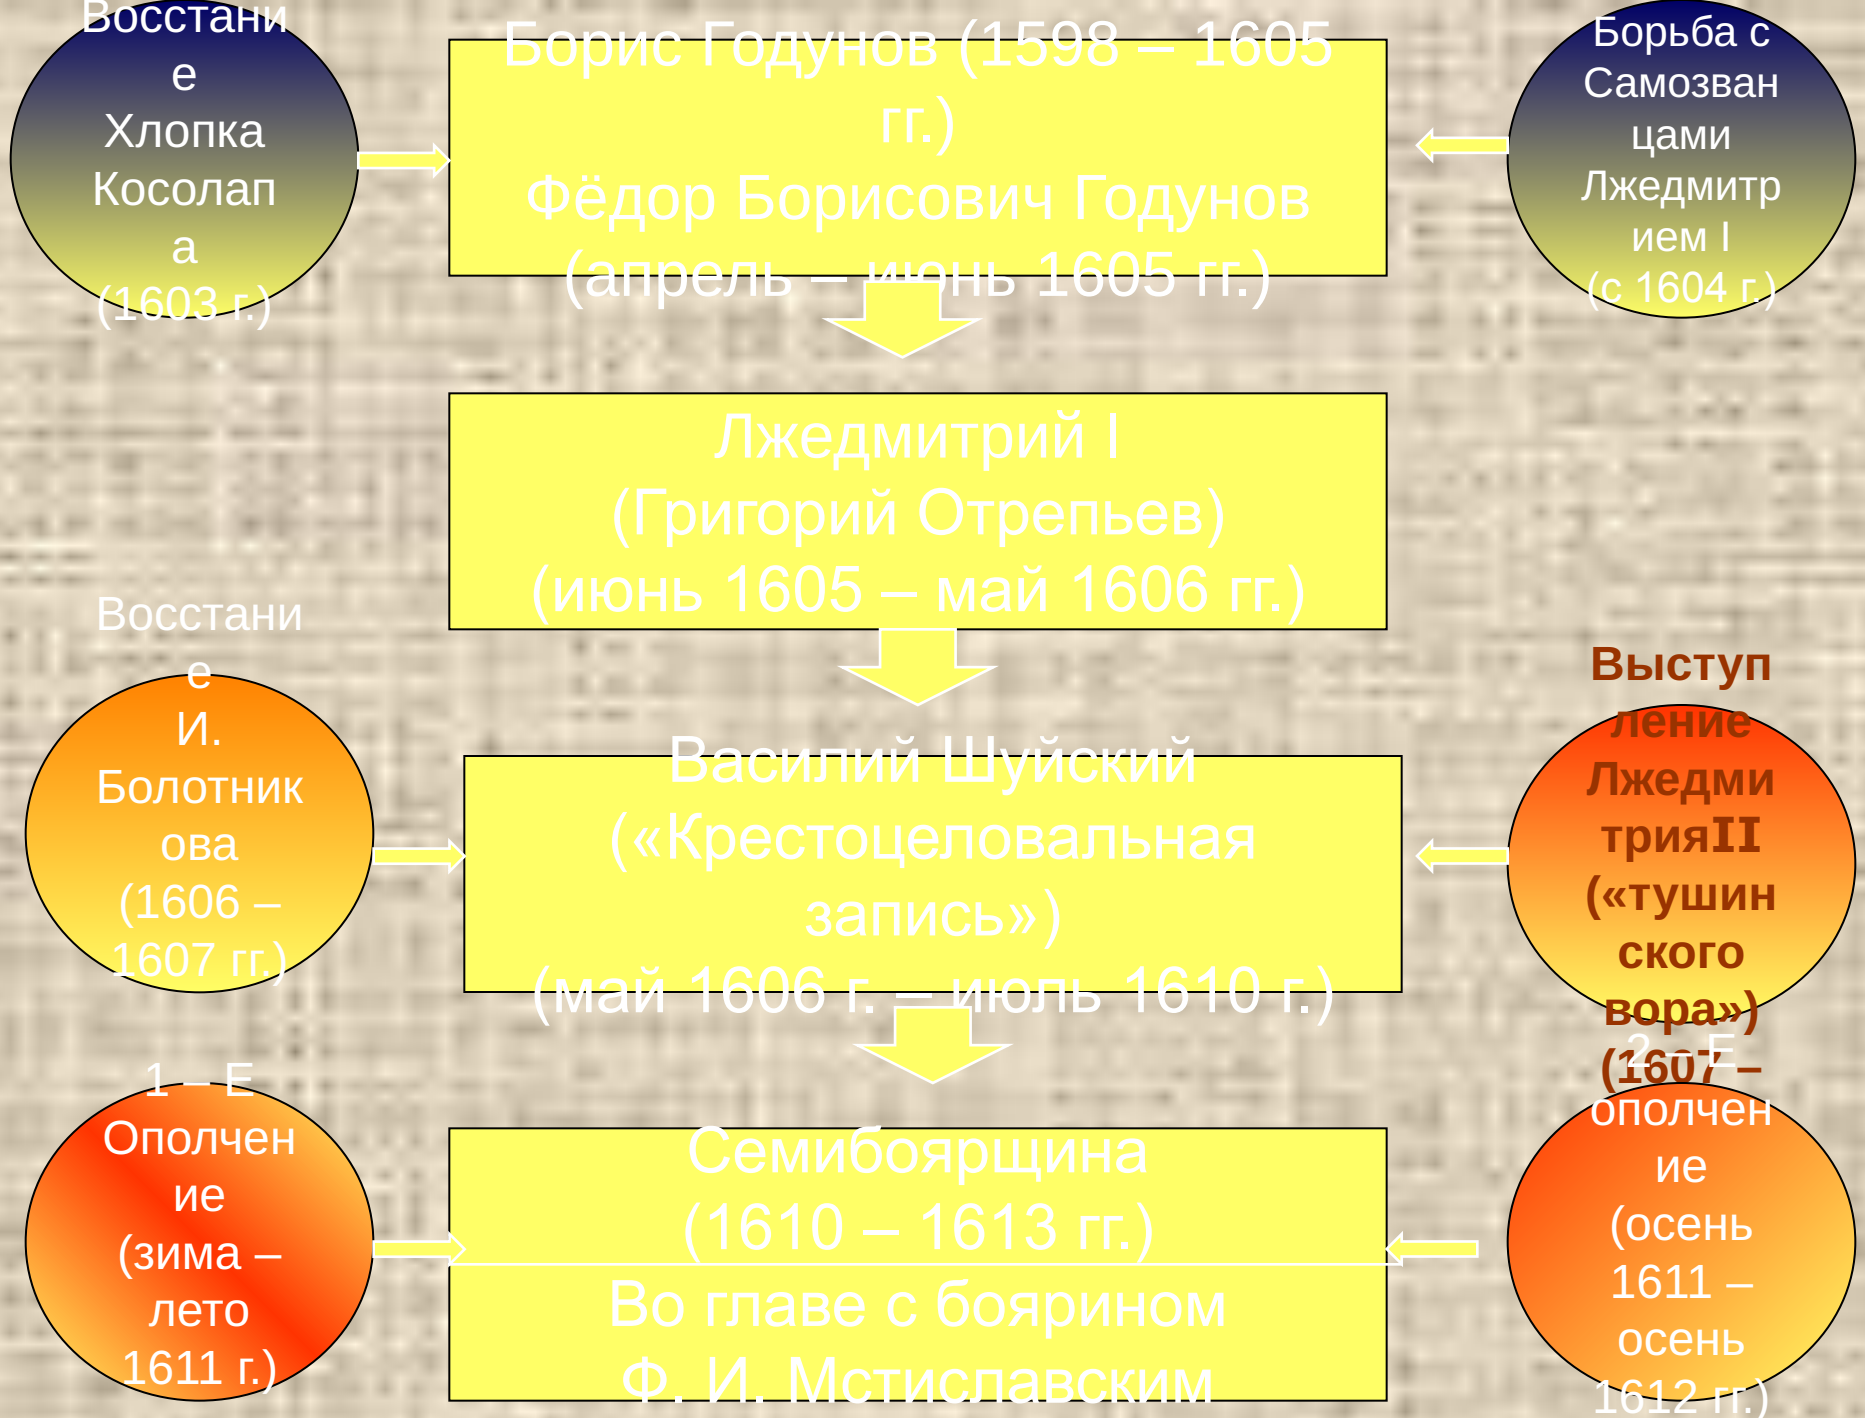 Восстани
е
Хлопка
Косолап
а
(1603 г.)
Борис Годунов (1598 – 1605
гг.)
Фёдор Борисович Годунов
(апрель – июнь 1605 гг.)
Борьба с
Самозван
цами
Лжедмитр
ием I
(с 1604 г.)
Лжедмитрий I
(Григорий Отрепьев)
(июнь 1605 – май 1606 гг.)
Восстани
е
И.
Болотник
ова
(1606 –
1607 гг.)
Василий Шуйский
(«Крестоцеловальная
запись»)
(май 1606 г. – июль 1610 г.)
Выступ
ление
Лжедми
трияII
(«тушин
ского
вора»)
(1607 –
1 – Е
Ополчен
ие
(зима –
лето
1611 г.)
Семибоярщина
(1610 – 1613 гг.)
Во главе с боярином
Ф. И. Мстиславским
2 – Е
ополчен
ие
(осень
1611 –
осень
1612 гг.)